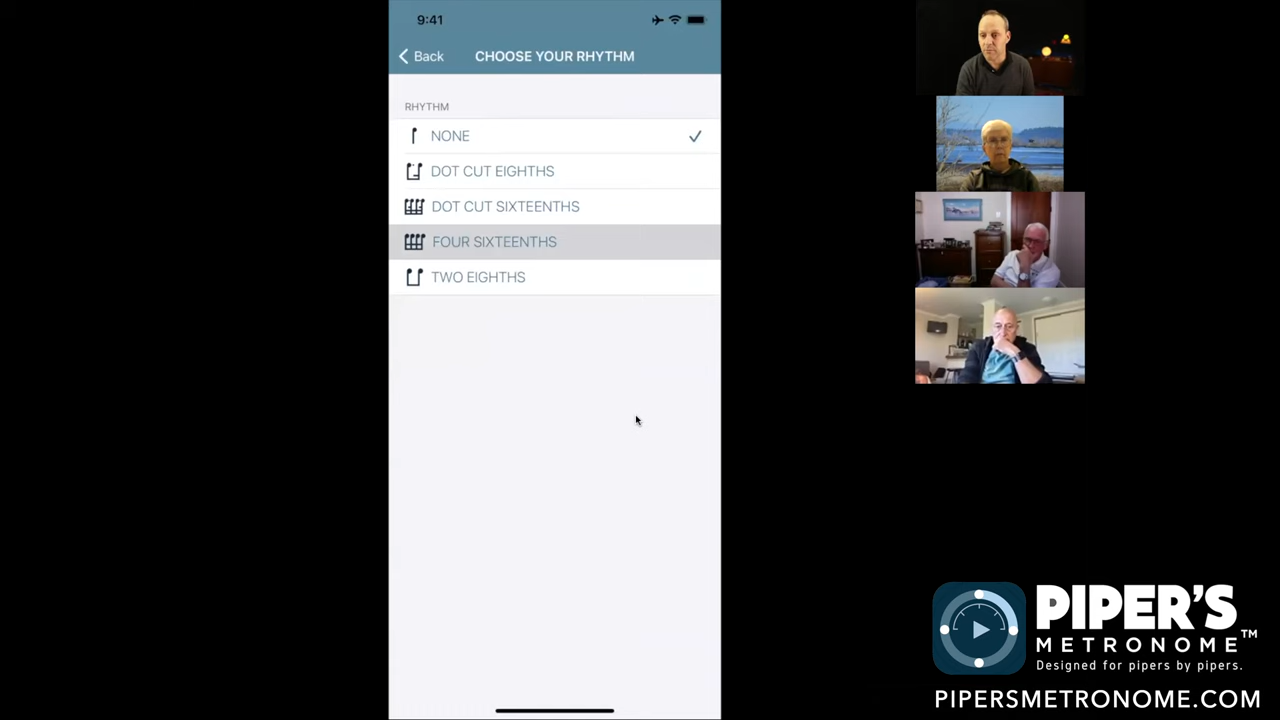 9:41
Back
CHOOSE YOUR RHYTHM
RHYTHM
NONE
DOT CUT EIGHTHS
DOT CUT SIXTEENTHS
FOUR SIXTEENTHS
TWO EIGHTHS
PIPER'S
METRONOME™
Designed for pipers by pipers.
PIPERSMETRONOME.COM